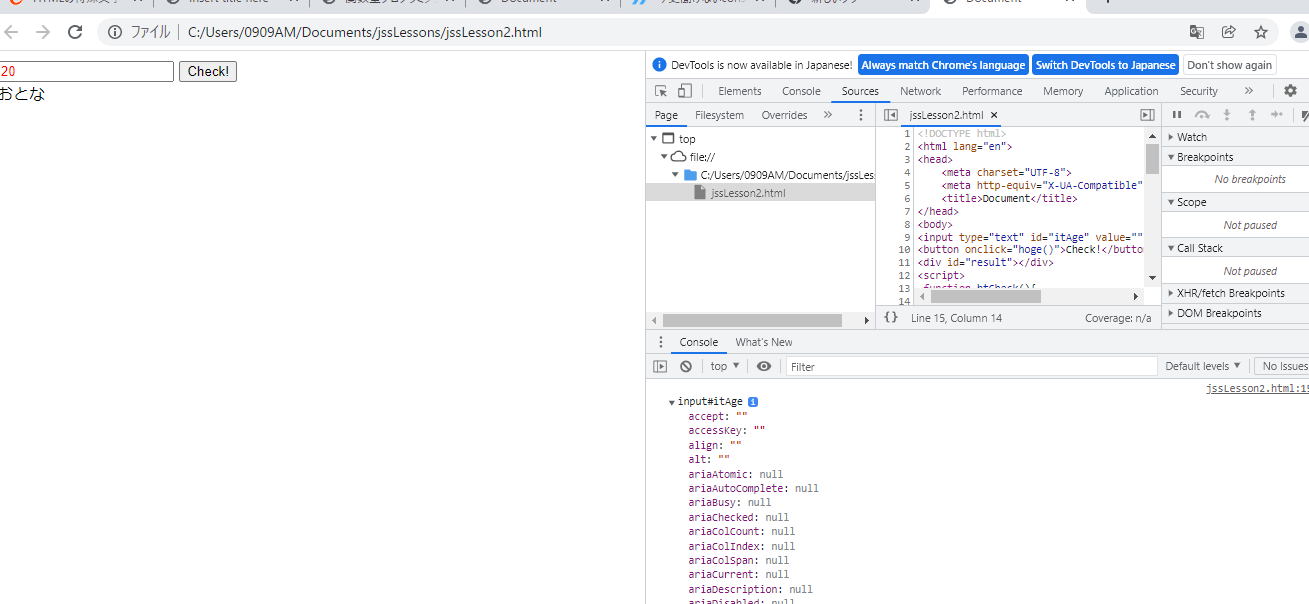 Insert title here
Document
Document
ファイル C:/Users/0909AM/Documents/jssLessons/jssLesson2.html
20 Check!
おとな
DevTools is now available in Japanese! Always match Chrome's language Switch DevTools to Japanese Don't show again
Elements Console Sources Network Performance Memory Application Security
Page Filesystem Overrides jssLesson2.html
top
file://
C:/Users/0909AM/Documents/jssLes
jssLesson2.html
1 <!DOCTYPE html>
2 <html lang="en">
3 <head>
4 <meta charset="UTF-8">
5 <meta http-equiv="X-UA-Compatible"
6 <title>Document</title>
7 </head>
8 <body>
9 <input type="text" id="itAge" value=""
10 <button onclick="hoge()">Check!</button
11 <div id="result"></div>
12 <script>
13 function btCheck(){
14
{} Line 15, Column 14 Coverage: n/a
Watch
Breakpoints
No breakpoints
Scope
Not paused
Call Stack
Not paused
XHR/fetch Breakpoints
DOM Breakpoints
Console What's New
top Filter Default levels No Issues
jssLesson2.html:15
input#itAge
accept: ""
accessKey: ""
align: ""
alt: ""
ariaAtomic: null
ariaAutoComplete: null
ariaBusy: null
ariaChecked: null
ariaColCount: null
ariaColIndex: null
ariaColSpan: null
ariaCurrent: null
ariaDescription: null
ariaDisabled: null